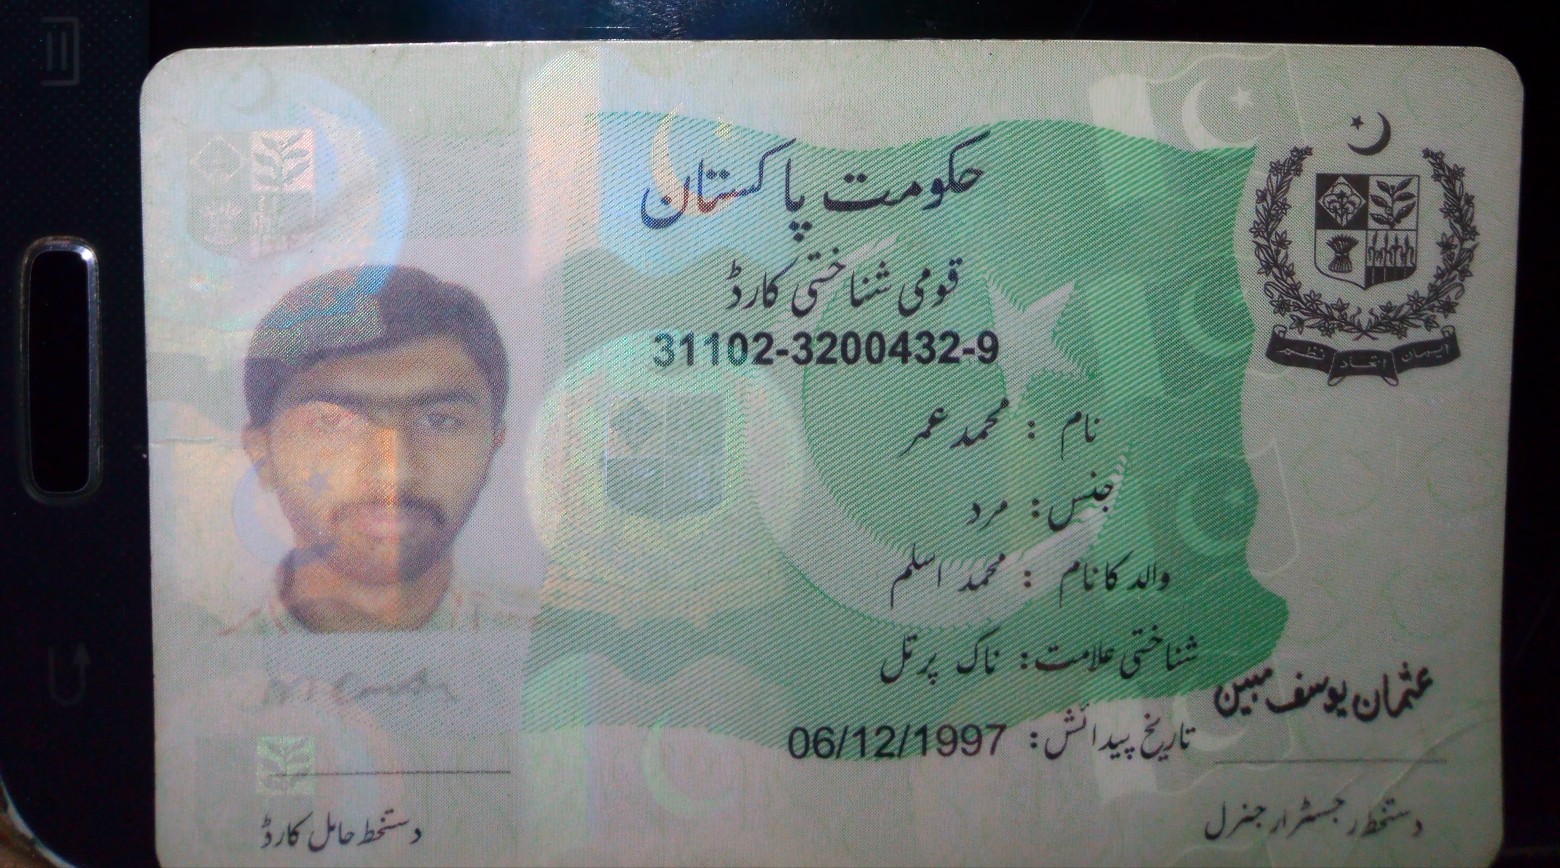 حکومت پاکستان
قومی شناختی کارڈ
31102-3200432-9
نام : محمد عمر
جنس: مرد
والد کا نام : محمد اسلم
شناختی علامت: ناک پر تل
تاریخ پیدائش: 06/12/1997
ایمان اتحاد نظم
عثمان یوسف مبین
دستخط رجسٹرار جنرل
دستخط حامل کارڈ